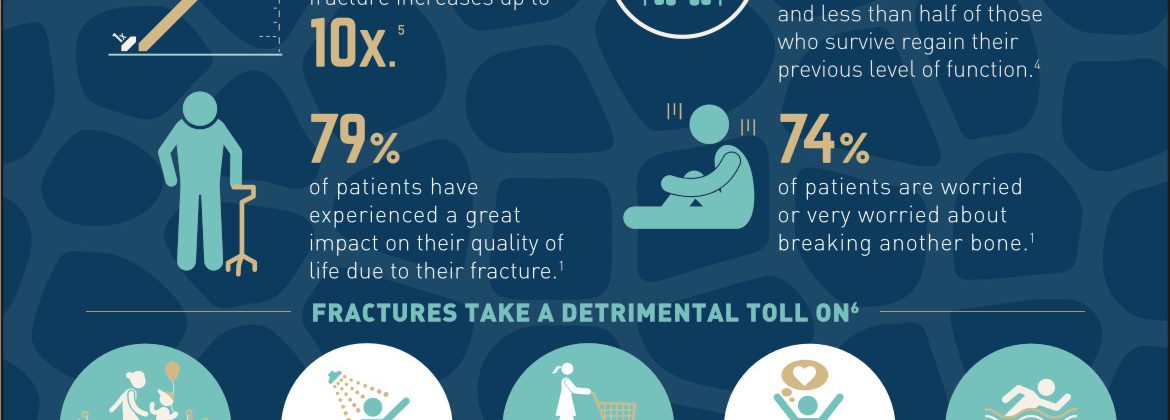 fracture increases up to
10x.5
1x
and less than half of those
who survive regain their
previous level of function.4
79%
of patients have
experienced a great
impact on their quality of
life due to their fracture.1
74%
of patients are worried
or very worried about
breaking another bone.1
FRACTURES TAKE A DETRIMENTAL TOLL ON6